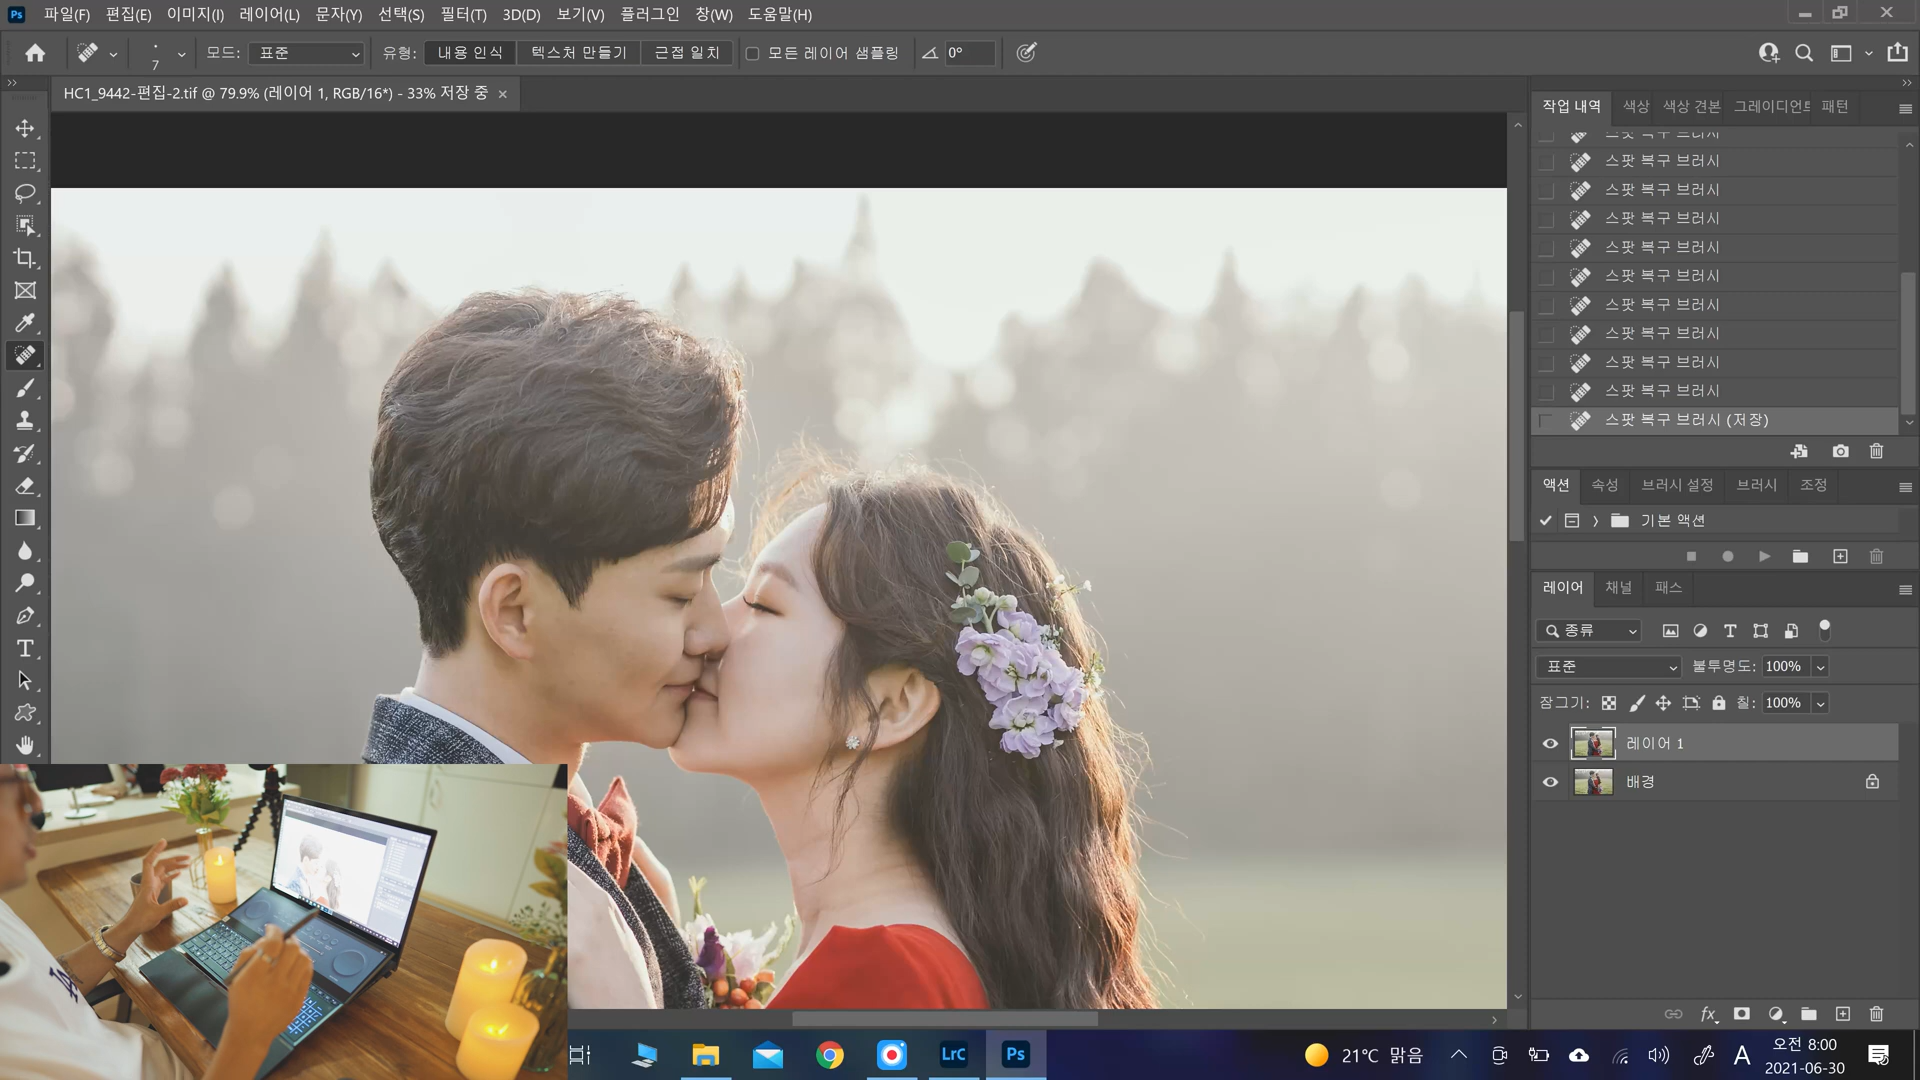 Ps 파일(F) 편집(E) 이미지(I) 레이어(L) 문자(Y) 선택(S) 필터(T) 3D(D) 보기(V) 플러그인 창(W) 도움말(H)
7 모드: 표준 유형: 내용 인식 텍스처 만들기 근접 일치 모든 레이어 샘플링 0°
HC1_9442-편집-2.tif @ 79.9% (레이어 1, RGB/16*) - 33% 저장 중 ×
작업 내역 색상 색상 견본 그레이디언트 패턴
스팟 복구 브러시
스팟 복구 브러시
스팟 복구 브러시
스팟 복구 브러시
스팟 복구 브러시
스팟 복구 브러시
스팟 복구 브러시
스팟 복구 브러시
스팟 복구 브러시
스팟 복구 브러시
스팟 복구 브러시 (저장)
액션 속성 브러시 설정 브러시 조정
기본 액션
레이어 채널 패스
종류
표준 불투명도: 100%
잠그기: 칠: 100%
레이어 1
배경
fx
LrC Ps 21°C 맑음 A 오전 8:00
2021-06-30